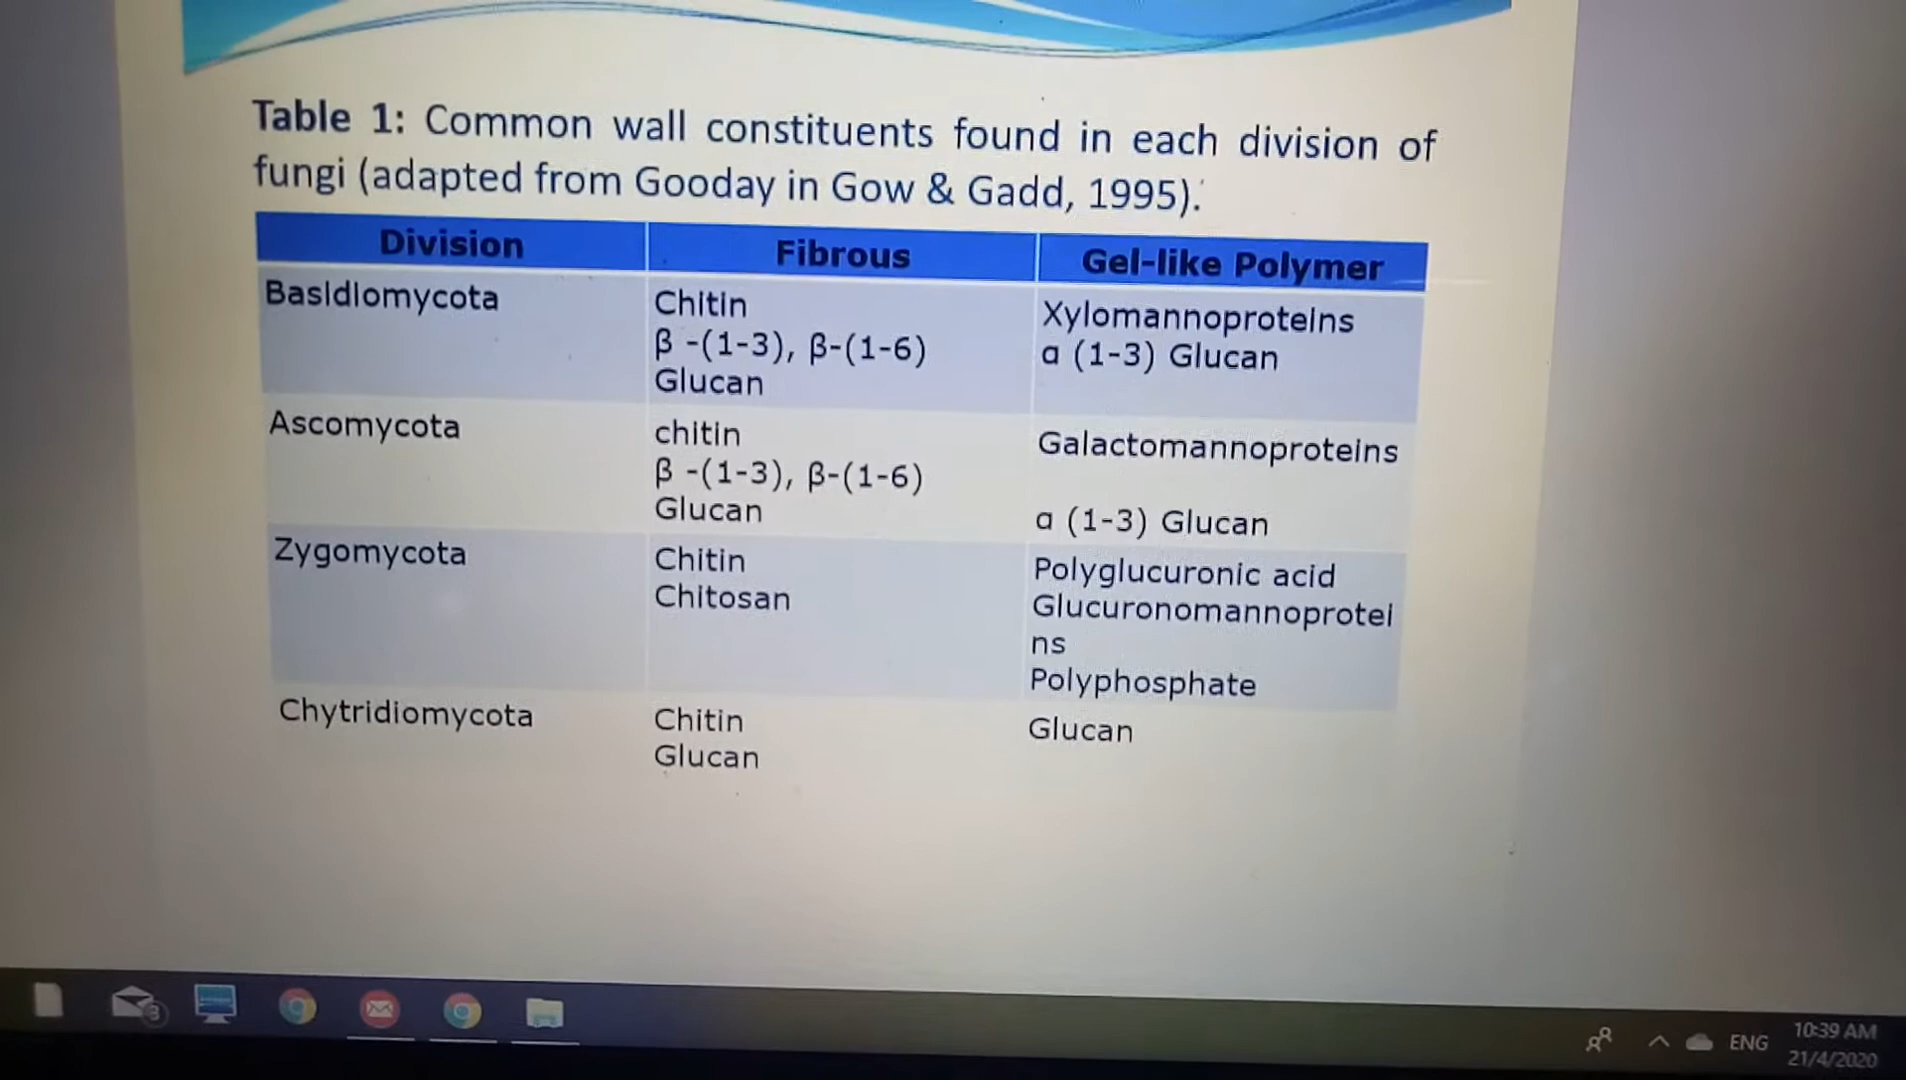 Table 1: Common wall constituents found in each division of
fungi (adapted from Gooday in Gow & Gadd, 1995).
Division Fibrous Gel-like Polymer
Basidiomycota
Chitin
β -(1-3), β-(1-6)
Glucan
Xylomannoproteins
α (1-3) Glucan
Ascomycota
chitin
β -(1-3), β-(1-6)
Glucan
Galactomannoproteins
α (1-3) Glucan
Zygomycota
Chitin
Chitosan
Polyglucuronic acid
Glucuronomannoprotei
ns
Polyphosphate
Chytridiomycota
Chitin
Glucan
Glucan
3
ENG
10:39 AM
21/4/2020